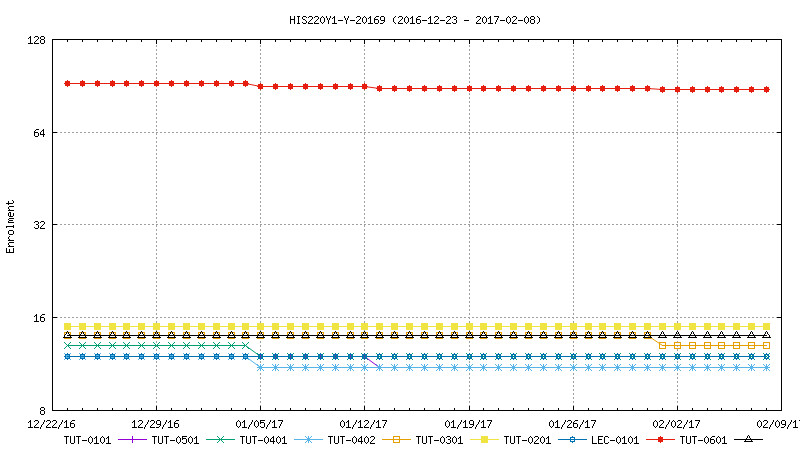 HIS220Y1-Y-20169 (2016-12-23 - 2017-02-08)
128
64
32
16
8
Enrolment
12/22/16 12/29/16 01/05/17 01/12/17 01/19/17 01/26/17 02/02/17 02/09/17
TUT-0101 TUT-0501 TUT-0401 TUT-0402 TUT-0301 TUT-0201 LEC-0101 TUT-0601